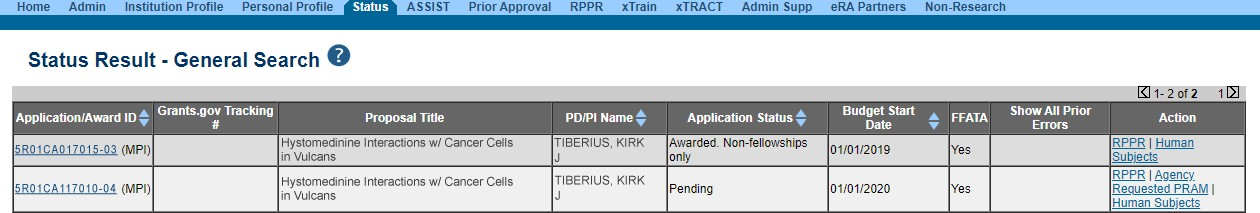 Home Admin Institution Profile Personal Profile Status ASSIST Prior Approval RPPR xTrain xTRACT Admin Supp eRA Partners Non-Research
Status Result - General Search ?
1- 2 of 2 1
Application/Award ID Grants.gov Tracking # Proposal Title PD/PI Name Application Status Budget Start Date FFATA Show All Prior Errors Action
5R01CA017015-03 (MPI) Hystomedinine Interactions w/ Cancer Cells in Vulcans TIBERIUS, KIRK J Awarded. Non-fellowships only 01/01/2019 Yes RPPR | Human Subjects
5R01CA117010-04 (MPI) Hystomedinine Interactions w/ Cancer Cells in Vulcans TIBERIUS, KIRK J Pending 01/01/2020 Yes RPPR | Agency Requested PRAM | Human Subjects